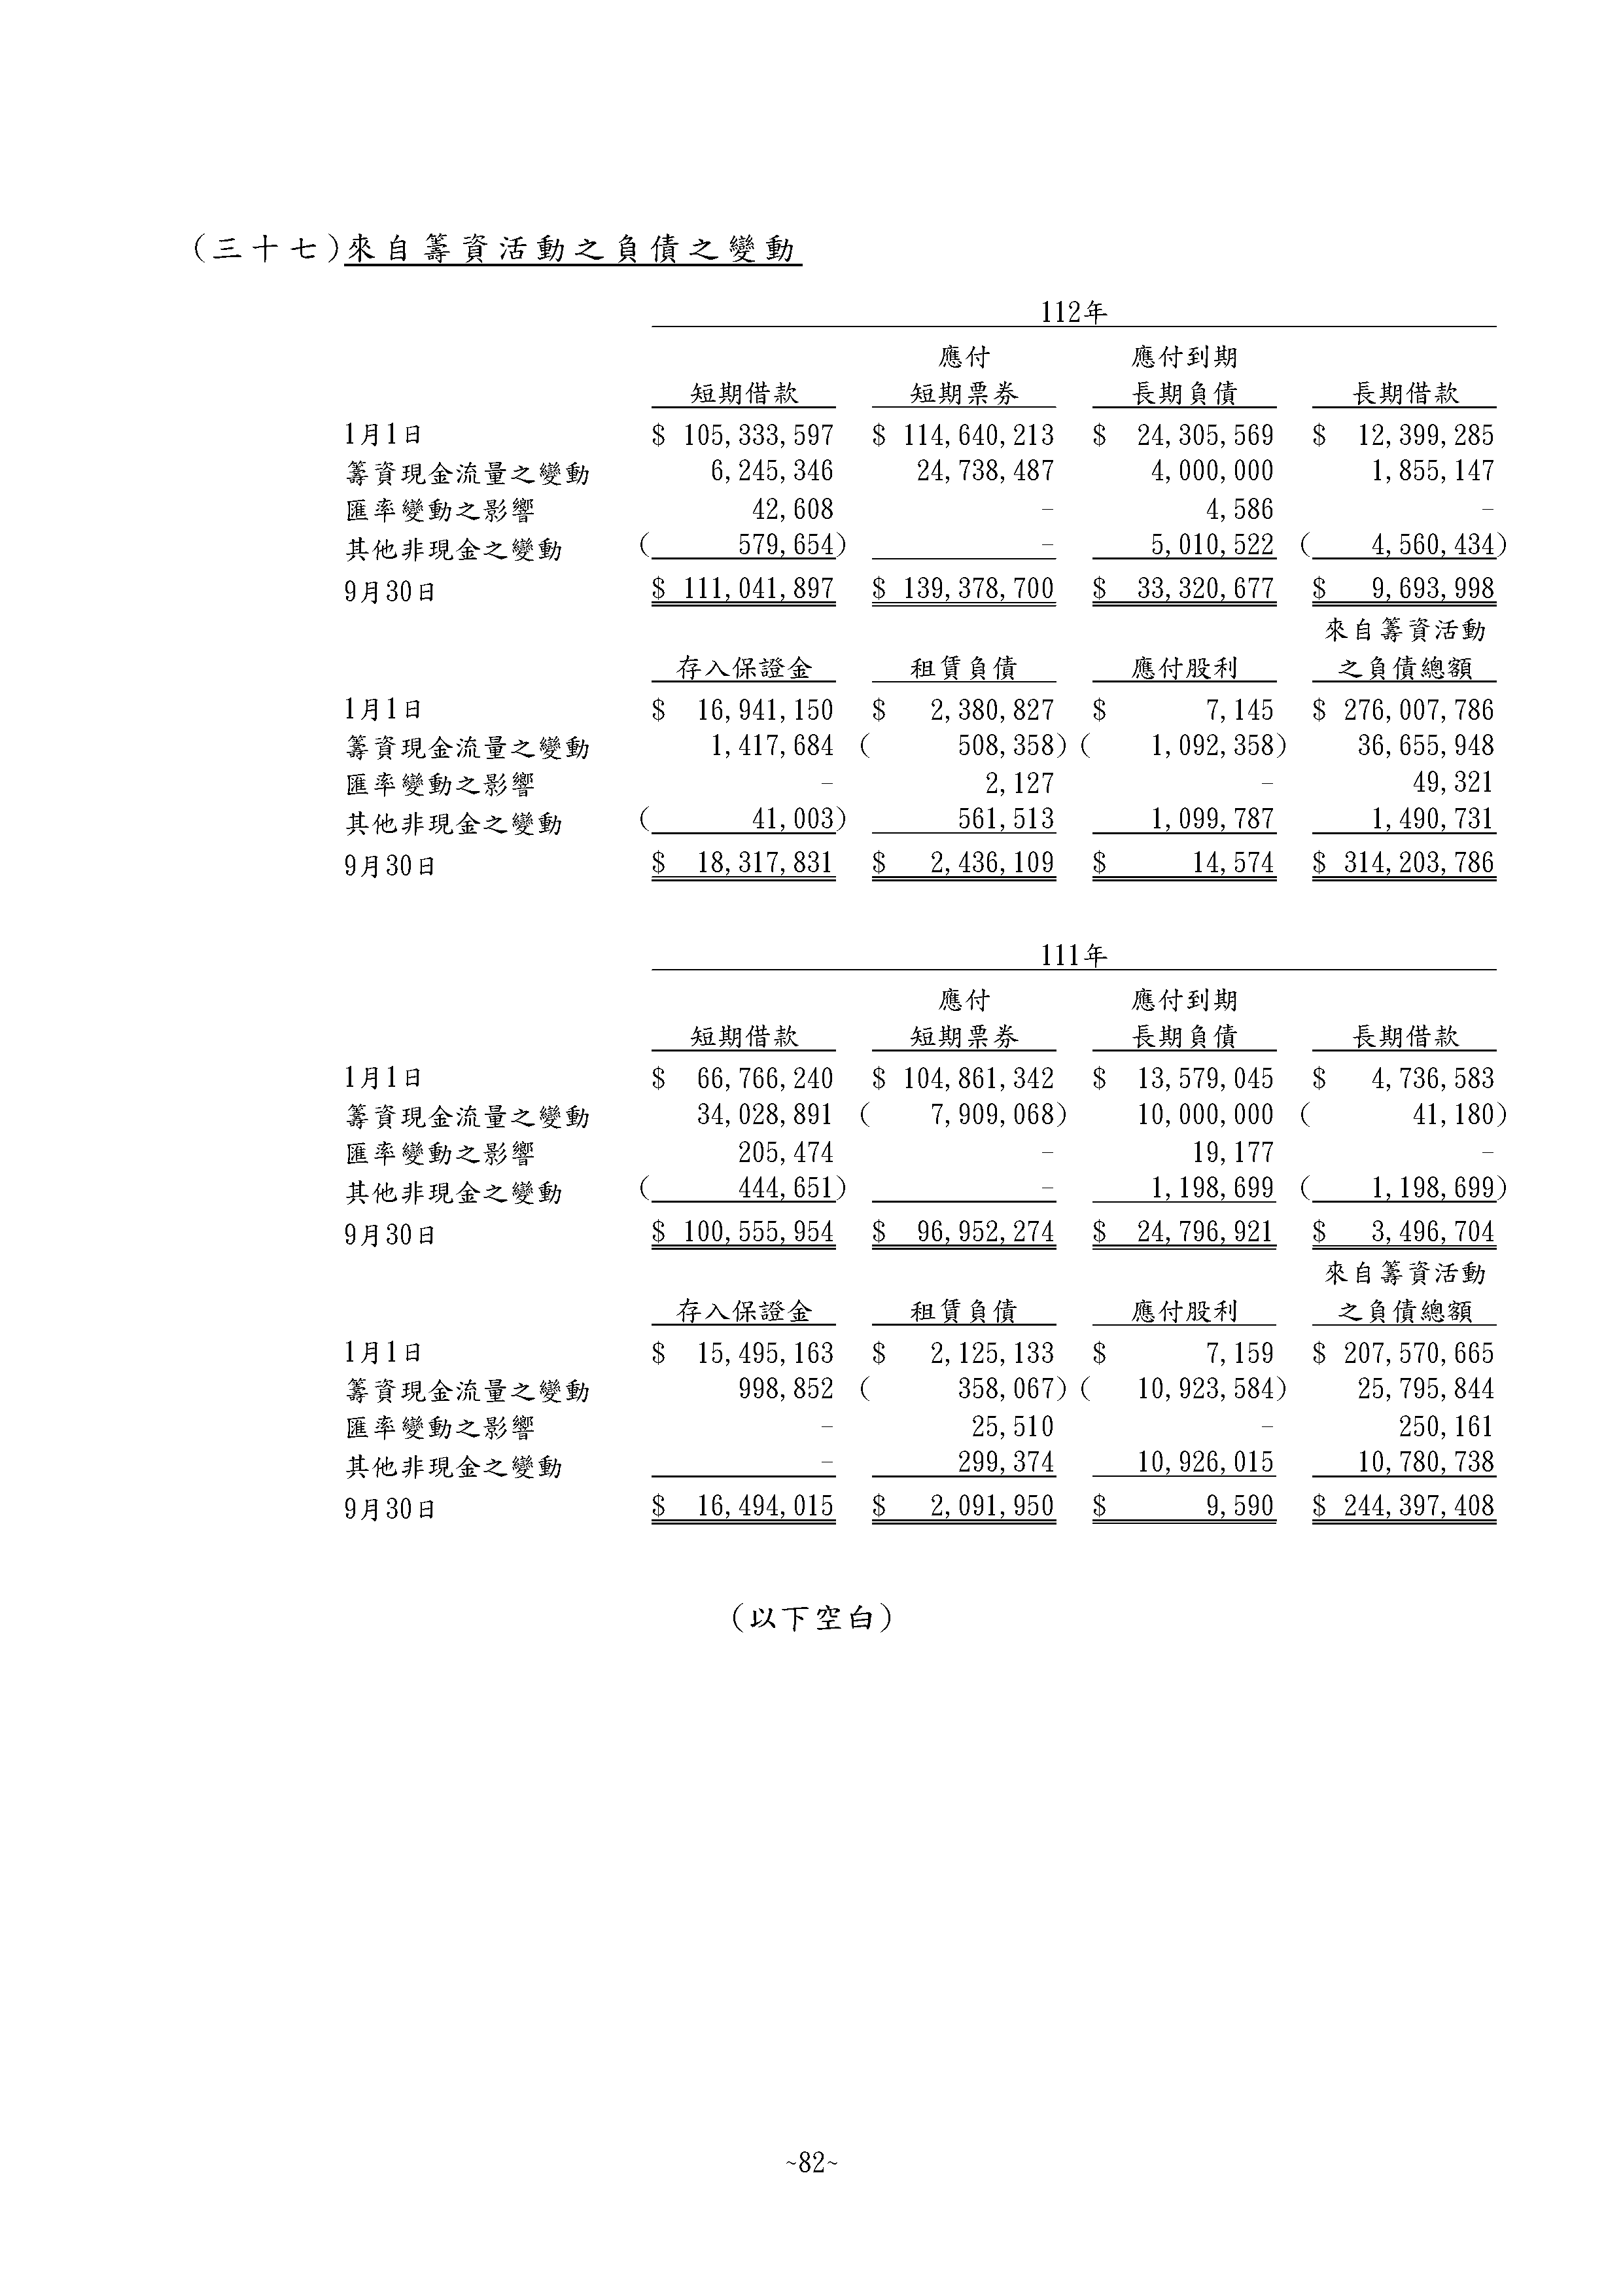 (三十七)來自籌資活動之負債之變動
112年
應付 應付到期
短期借款 短期票券 長期負債 長期借款
1月1日 $ 105,333,597 $ 114,640,213 $ 24,305,569 $ 12,399,285
籌資現金流量之變動 6,245,346 24,738,487 4,000,000 1,855,147
匯率變動之影響 42,608 - 4,586 -
其他非現金之變動 ( 579,654) - 5,010,522 ( 4,560,434)
9月30日 $ 111,041,897 $ 139,378,700 $ 33,320,677 $ 9,693,998
來自籌資活動
存入保證金 租賃負債 應付股利 之負債總額
1月1日 $ 16,941,150 $ 2,380,827 $ 7,145 $ 276,007,786
籌資現金流量之變動 1,417,684 ( 508,358) ( 1,092,358) 36,655,948
匯率變動之影響 - 2,127 - 49,321
其他非現金之變動 ( 41,003) 561,513 1,099,787 1,490,731
9月30日 $ 18,317,831 $ 2,436,109 $ 14,574 $ 314,203,786
111年
應付 應付到期
短期借款 短期票券 長期負債 長期借款
1月1日 $ 66,766,240 $ 104,861,342 $ 13,579,045 $ 4,736,583
籌資現金流量之變動 34,028,891 ( 7,909,068) 10,000,000 ( 41,180)
匯率變動之影響 205,474 - 19,177 -
其他非現金之變動 ( 444,651) - 1,198,699 ( 1,198,699)
9月30日 $ 100,555,954 $ 96,952,274 $ 24,796,921 $ 3,496,704
來自籌資活動
存入保證金 租賃負債 應付股利 之負債總額
1月1日 $ 15,495,163 $ 2,125,133 $ 7,159 $ 207,570,665
籌資現金流量之變動 998,852 ( 358,067) ( 10,923,584) 25,795,844
匯率變動之影響 - 25,510 - 250,161
其他非現金之變動 - 299,374 10,926,015 10,780,738
9月30日 $ 16,494,015 $ 2,091,950 $ 9,590 $ 244,397,408
(以下空白)
~82~